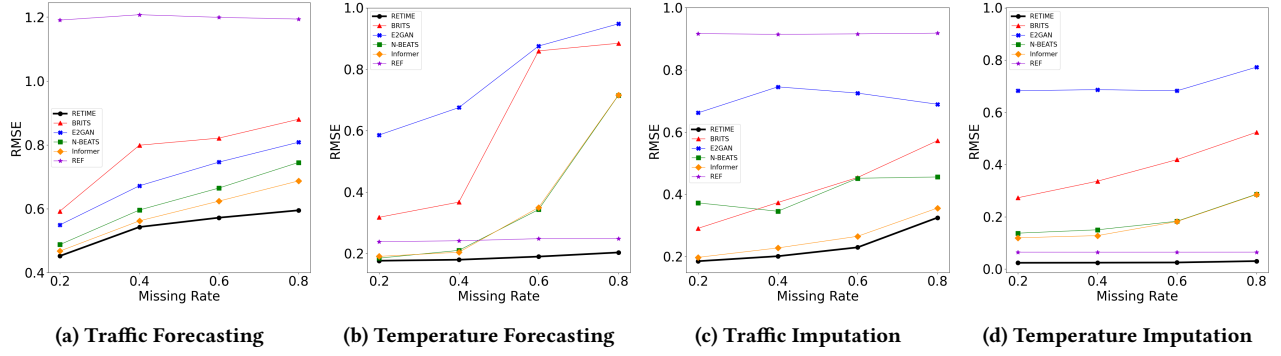 RMSE
1.2
1.0
0.8
0.6
0.4
RETIME
BRITS
E2GAN
N-BEATS
Informer
REF
0.2 0.4 0.6 0.8
Missing Rate
(a) Traffic Forecasting
RMSE
1.0
0.8
0.6
0.4
0.2
RETIME
BRITS
E2GAN
N-BEATS
Informer
REF
0.2 0.4 0.6 0.8
Missing Rate
(b) Temperature Forecasting
RMSE
1.0
0.8
0.6
0.4
0.2
RETIME
BRITS
E2GAN
N-BEATS
Informer
REF
0.2 0.4 0.6 0.8
Missing Rate
(c) Traffic Imputation
RMSE
1.0
0.8
0.6
0.4
0.2
0.0
RETIME
BRITS
E2GAN
N-BEATS
Informer
REF
0.2 0.4 0.6 0.8
Missing Rate
(d) Temperature Imputation